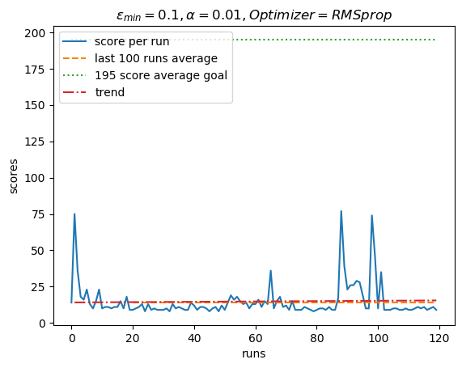 ε_min = 0.1, α = 0.01, Optimizer = RMSprop
200
175
150
125
100
75
50
25
0
scores
score per run
last 100 runs average
195 score average goal
trend
0 20 40 60 80 100 120
runs